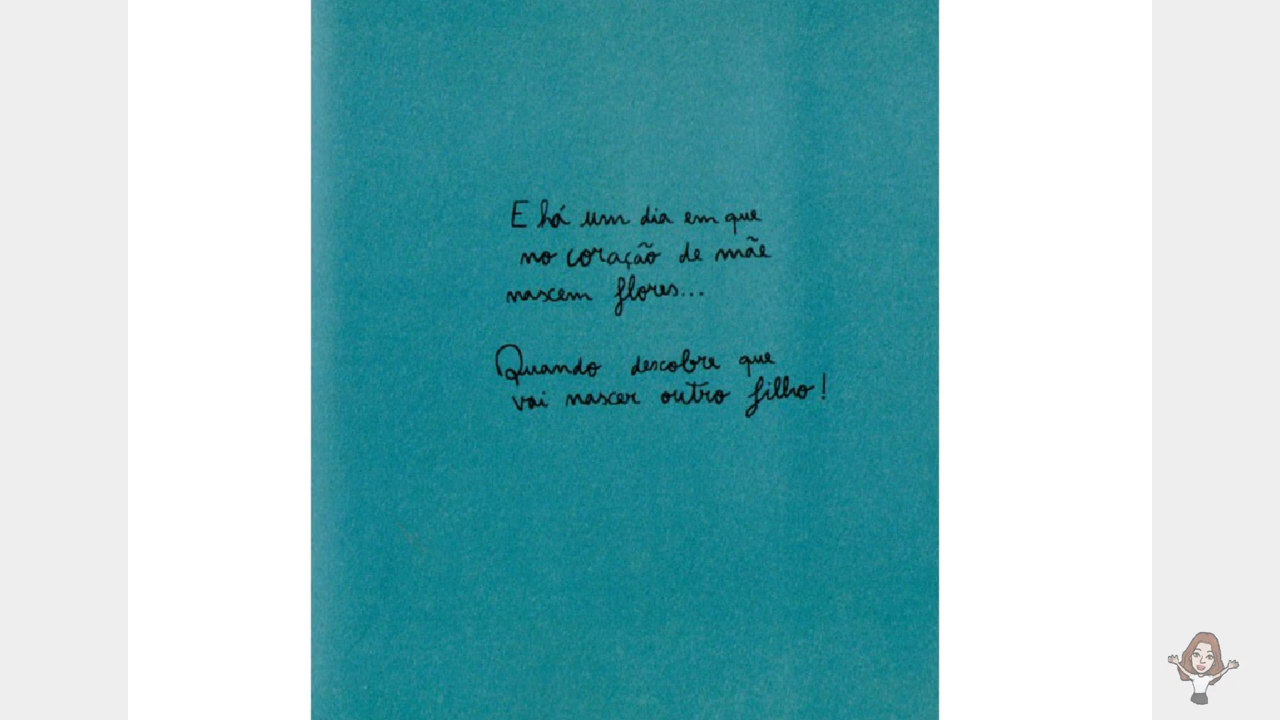 E há um dia em que
no coração de mãe
nascem flores...
Quando descobre que
vai nascer outro filho!